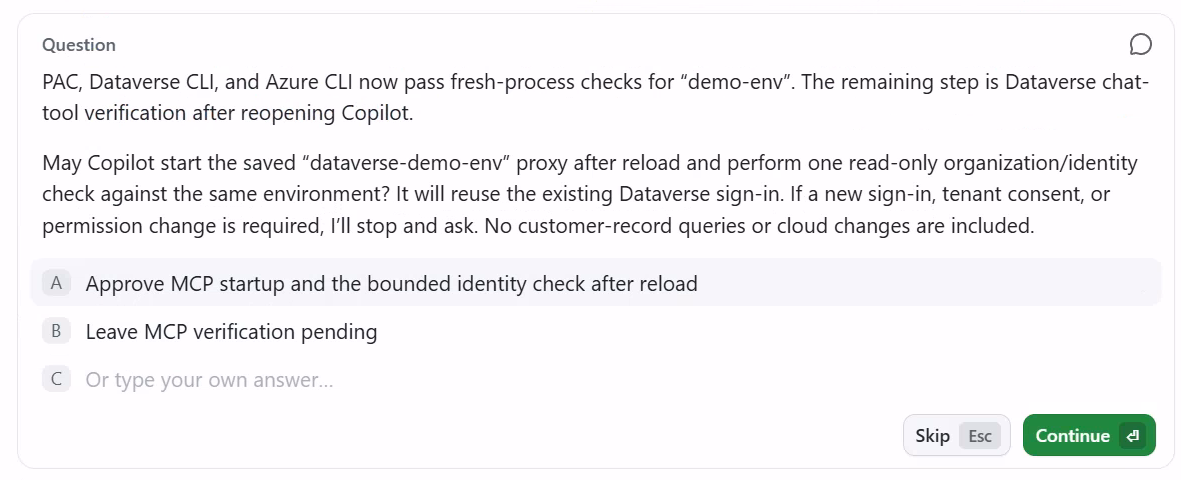 Question
PAC, Dataverse CLI, and Azure CLI now pass fresh-process checks for “demo-env”. The remaining step is Dataverse chat-
tool verification after reopening Copilot.
May Copilot start the saved “dataverse-demo-env” proxy after reload and perform one read-only organization/identity
check against the same environment? It will reuse the existing Dataverse sign-in. If a new sign-in, tenant consent, or
permission change is required, I’ll stop and ask. No customer-record queries or cloud changes are included.
A Approve MCP startup and the bounded identity check after reload
B Leave MCP verification pending
C Or type your own answer...
Skip Esc Continue